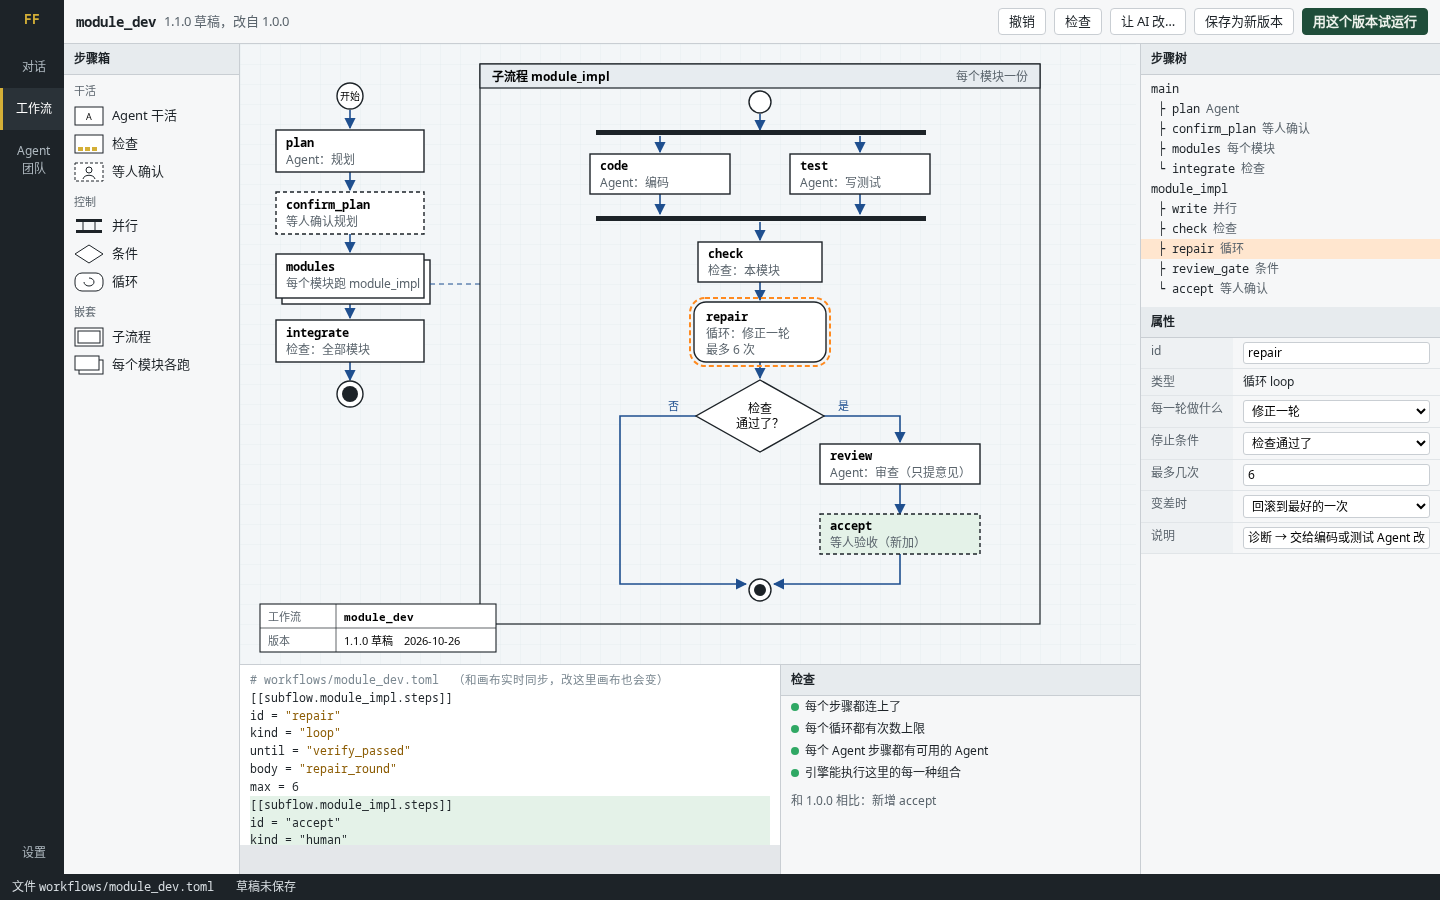 FF
对话
工作流
Agent
团队
设置
module_dev 1.1.0 草稿，改自 1.0.0
撤销
检查
让 AI 改...
保存为新版本
用这个版本试运行
步骤箱
干活
A Agent 干活
检查
等人确认
控制
并行
条件
循环
嵌套
子流程
每个模块各跑
开始
plan
Agent：规划
confirm_plan
等人确认规划
modules
每个模块跑 module_impl
integrate
检查：全部模块
子流程 module_impl
每个模块一份
code
Agent：编码
test
Agent：写测试
check
检查：本模块
repair
循环：修正一轮
最多 6 次
检查
通过了?
否
是
review
Agent：审查（只提意见）
accept
等人验收（新加）
工作流 module_dev
版本 1.1.0 草稿 2026-10-26
# workflows/module_dev.toml （和画布实时同步，改这里画布也会变）
[[subflow.module_impl.steps]]
id = "repair"
kind = "loop"
until = "verify_passed"
body = "repair_round"
max = 6
[[subflow.module_impl.steps]]
id = "accept"
kind = "human"
检查
每个步骤都连上了
每个循环都有次数上限
每个 Agent 步骤都有可用的 Agent
引擎能执行这里的每一种组合
和 1.0.0 相比：新增 accept
步骤树
main
├ plan Agent
├ confirm_plan 等人确认
├ modules 每个模块
└ integrate 检查
module_impl
├ write 并行
├ check 检查
├ repair 循环
├ review_gate 条件
└ accept 等人确认
属性
id repair
类型 循环 loop
每一轮做什么 修正一轮
停止条件 检查通过了
最多几次 6
变差时 回滚到最好的一次
说明 诊断 → 交给编码或测试 Agent 改
文件 workflows/module_dev.toml 草稿未保存